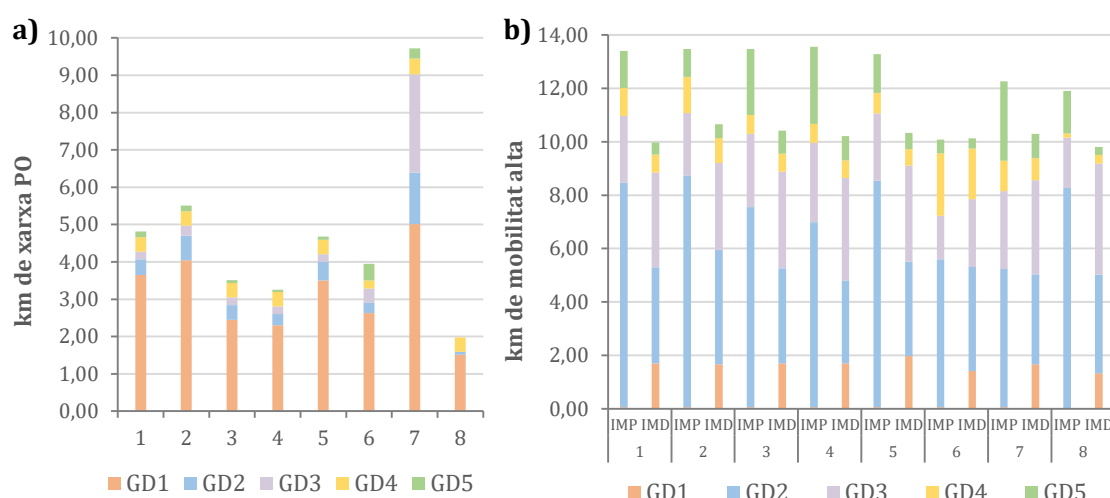 a)
km de xarxa PO
10,00
9,00
8,00
7,00
6,00
5,00
4,00
3,00
2,00
1,00
0,00
1 2 3 4 5 6 7 8
GD1 GD2 GD3 GD4 GD5
b)
km de mobilitat alta
14,00
12,00
10,00
8,00
6,00
4,00
2,00
0,00
IMP IMD IMP IMD IMP IMD IMP IMD IMP IMD IMP IMD IMP IMD IMP IMD
1 2 3 4 5 6 7 8
GD1 GD2 GD3 GD4 GD5